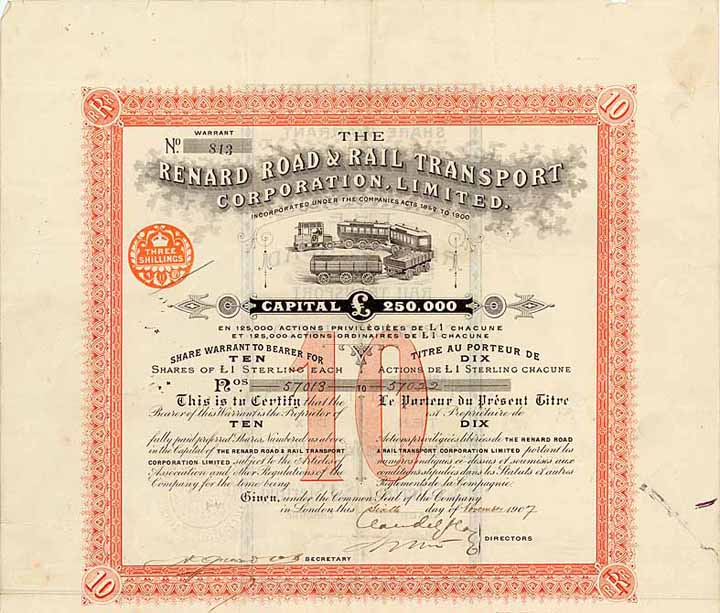 RR
10
WARRANT
No. 813
THE
RENARD ROAD & RAIL TRANSPORT
CORPORATION, LIMITED.
INCORPORATED UNDER THE COMPANIES ACTS 1862 TO 1900
THREE
SHILLINGS
CAPITAL £ 250.000
EN 125,000 ACTIONS PRIVILÉGIÉES DE £1 CHACUNE
ET 125,000 ACTIONS ORDINAIRES DE £1 CHACUNE
SHARE WARRANT TO BEARER FOR
TEN
SHARES OF £1 STERLING EACH
TITRE AU PORTEUR DE
DIX
ACTIONS DE £1 STERLING CHACUNE
Nos 57013 TO 57022
10
This is to Certify that the
Bearer of this Warrant is the Proprietor of
TEN
fully paid preferred Shares Numbered as above
in the Capital of THE RENARD ROAD & RAIL TRANSPORT
CORPORATION LIMITED subject to the Articles of
Association and other Regulations of the
Company for the time being
Le Porteur du Présent Titre
est Propriétaire de
DIX
Actions privilégiées libérées de THE RENARD ROAD
& RAIL TRANSPORT CORPORATION LIMITED portant les
numéros indiqués ci-dessus et soumises aux
conditions stipulées dans les Statuts et autres
Réglements de la Compagnie
Given, under the Common Seal of the Company
in London this Sixth day of November 1907
DIRECTORS
SECRETARY
10
RR